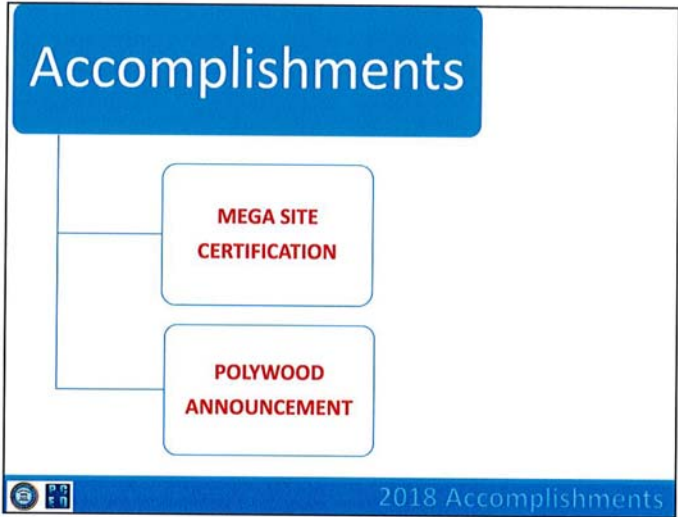 Accomplishments
MEGA SITE
CERTIFICATION
POLYWOOD
ANNOUNCEMENT
2018 Accomplishments